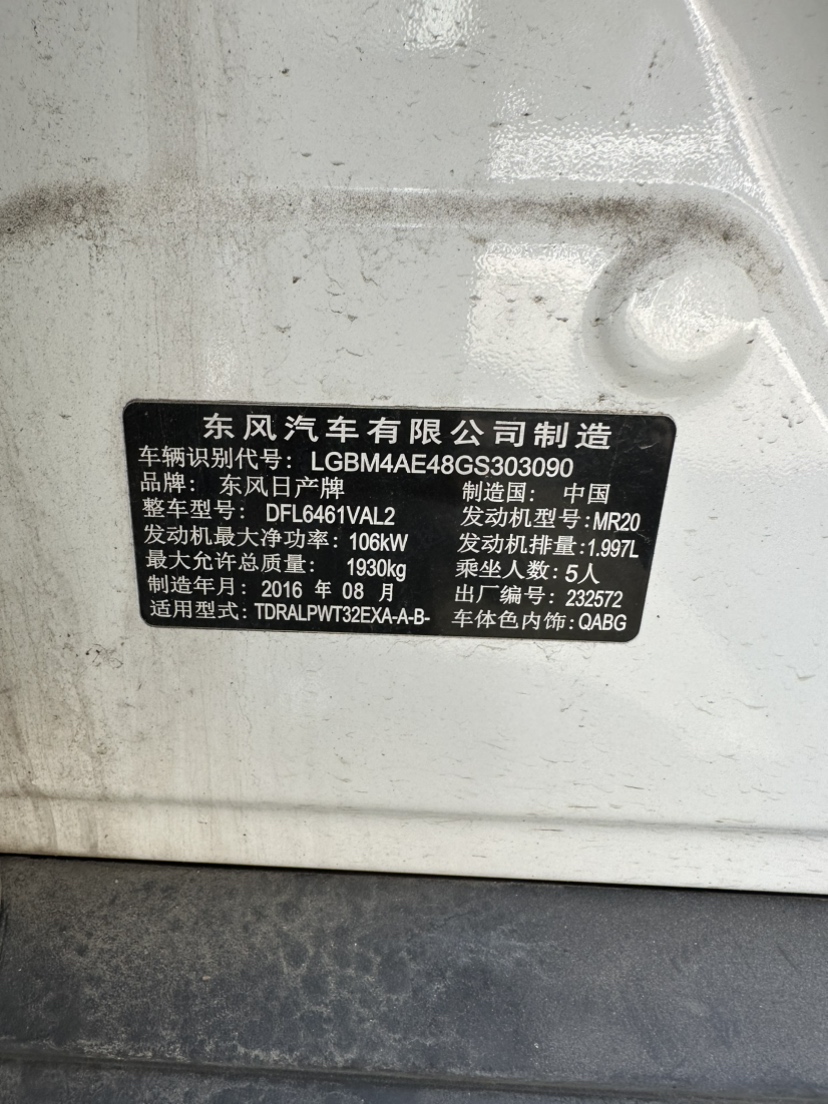 东风汽车有限公司制造
车辆识别代号: LGBM4AE48GS303090
品牌: 东风日产牌 制造国: 中国
整车型号: DFL6461VAL2 发动机型号:MR20
发动机最大净功率: 106kW 发动机排量:1.997L
最大允许总质量: 1930kg 乘坐人数:5人
制造年月: 2016 年 08 月 出厂编号: 232572
适用型式: TDRALPWT32EXA-A-B- 车体色内饰:QABG